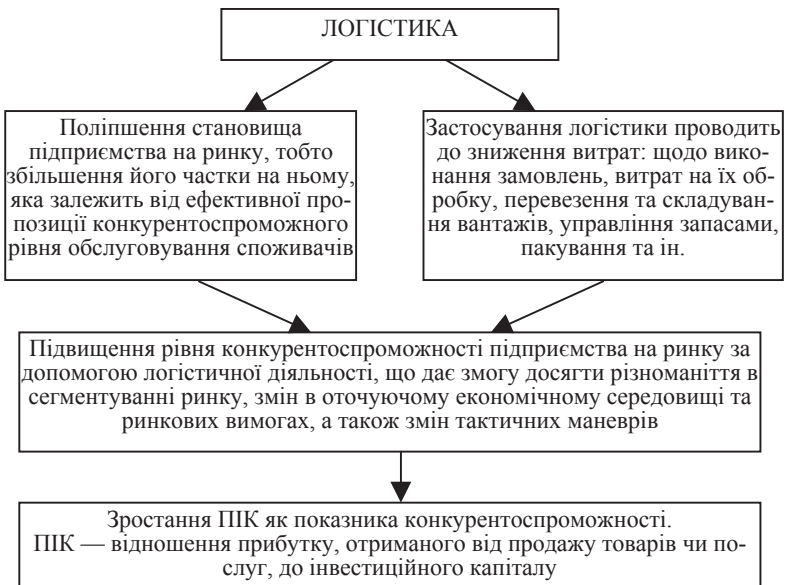 ЛОГІСТИКА
Поліпшення становища
підприємства на ринку, тобто
збільшення його частки на ньому,
яка залежить від ефективної про-
позиції конкурентоспроможного
рівня обслуговування споживачів
Застосування логістики проводить
до зниження витрат: щодо вико-
нання замовлень, витрат на їх об-
робку, перевезення та складуван-
ня вантажів, управління запасами,
пакування та ін.
Підвищення рівня конкурентоспроможності підприємства на ринку за
допомогою логістичної діяльності, що дає змогу досягти різноманіття в
сегментуванні ринку, змін в оточуючому економічному середовищі та
ринкових вимогах, а також змін тактичних маневрів
Зростання ПІК як показника конкурентоспроможності.
ПІК — відношення прибутку, отриманого від продажу товарів чи по-
слуг, до інвестиційного капіталу